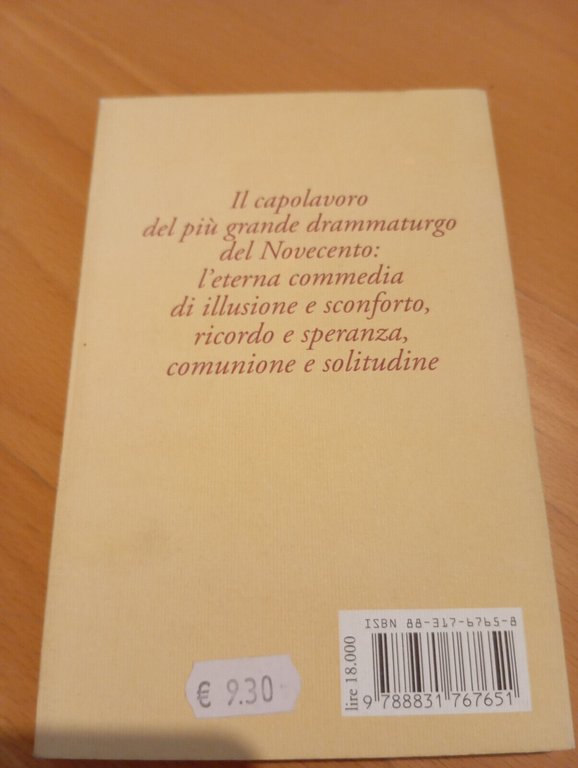 Il capolavoro
del più grande drammaturgo
del Novecento:
l'eterna commedia
di illusione e sconforto,
ricordo e speranza,
comunione e solitudine
ISBN 88-317-6765-8
lire 18.000
9 788831 767651
€ 9.30